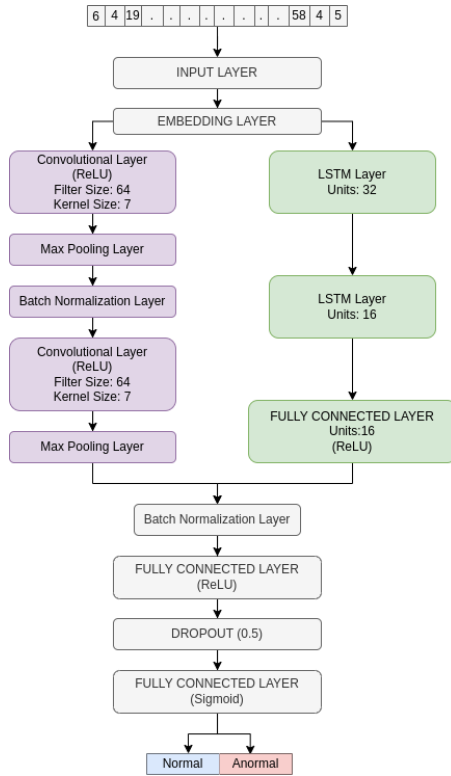 6 4 19 . . . . . . . . 58 4 5
INPUT LAYER
EMBEDDING LAYER
Convolutional Layer
(ReLU)
Filter Size: 64
Kernel Size: 7
Max Pooling Layer
Batch Normalization Layer
Convolutional Layer
(ReLU)
Filter Size: 64
Kernel Size: 7
Max Pooling Layer
LSTM Layer
Units: 32
LSTM Layer
Units: 16
FULLY CONNECTED LAYER
Units:16
(ReLU)
Batch Normalization Layer
FULLY CONNECTED LAYER
(ReLU)
DROPOUT (0.5)
FULLY CONNECTED LAYER
(Sigmoid)
Normal Anormal